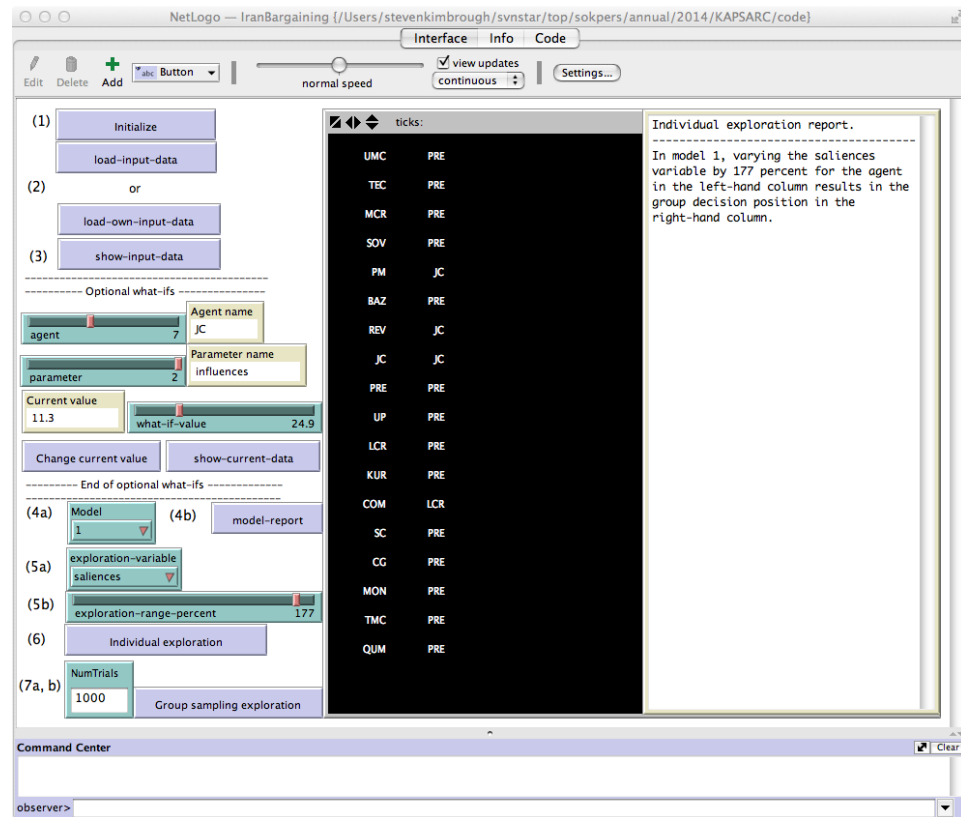 NetLogo — IranBargaining {/Users/stevenkimbrough/svnstar/top/sokpers/annual/2014/KAPSARC/code}
Interface Info Code
Edit Delete Add
abc Button
normal speed
view updates
continuous
Settings...
(1)
Initialize
load-input-data
(2)
or
load-own-input-data
(3)
show-input-data
---------- Optional what-ifs ---------------
agent 7
Agent name
JC
parameter 2
Parameter name
influences
Current value
11.3
what-if-value 24.9
Change current value
show-current-data
--------- End of optional what-ifs -------------
(4a)
Model
1
(4b)
model-report
(5a)
exploration-variable
saliences
(5b)
exploration-range-percent 177
(6)
Individual exploration
(7a, b)
NumTrials
1000
Group sampling exploration
ticks:
UMC PRE
TEC PRE
MCR PRE
SOV PRE
PM JC
BAZ PRE
REV JC
JC JC
PRE PRE
UP PRE
LCR PRE
KUR PRE
COM LCR
SC PRE
CG PRE
MON PRE
TMC PRE
QUM PRE
Individual exploration report.
In model 1, varying the saliences
variable by 177 percent for the agent
in the left-hand column results in the
group decision position in the
right-hand column.
Command Center
Clear
observer>